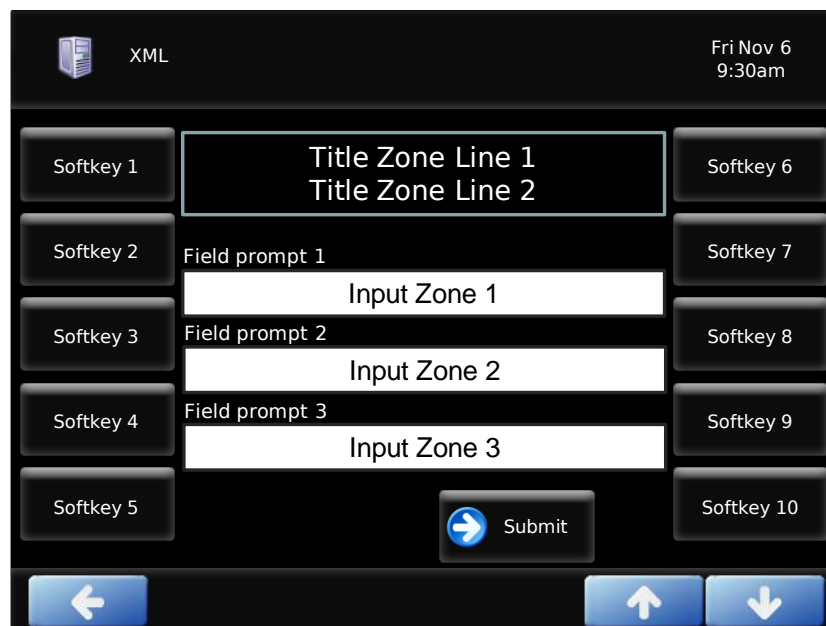 XML
Fri Nov 6
9:30am
Softkey 1
Title Zone Line 1
Title Zone Line 2
Softkey 6
Softkey 2
Field prompt 1
Softkey 7
Input Zone 1
Softkey 3
Field prompt 2
Softkey 8
Input Zone 2
Softkey 4
Field prompt 3
Softkey 9
Input Zone 3
Softkey 5
Submit
Softkey 10